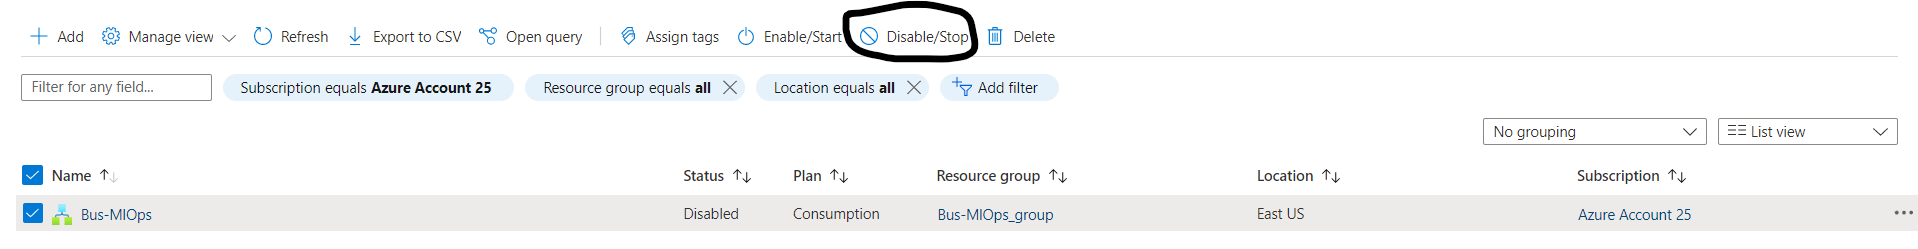 Add Manage view Refresh Export to CSV Open query Assign tags Enable/Start Disable/Stop Delete
Filter for any field... Subscription equals Azure Account 25 Resource group equals all Location equals all Add filter
No grouping List view
Name Status Plan Resource group Location Subscription
Bus-MIOps Disabled Consumption Bus-MIOps_group East US Azure Account 25